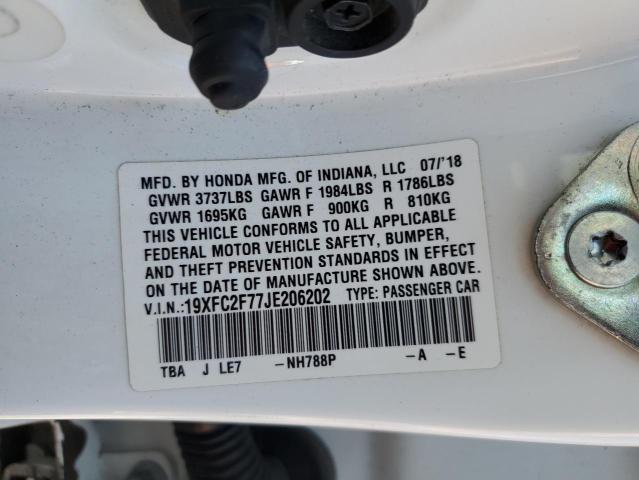 MFD. BY HONDA MFG. OF INDIANA, LLC 07/'18
GVWR 3737LBS GAWR F 1984LBS R 1786LBS
GVWR 1695KG GAWR F 900KG R 810KG
THIS VEHICLE CONFORMS TO ALL APPLICABLE
FEDERAL MOTOR VEHICLE SAFETY, BUMPER,
AND THEFT PREVENTION STANDARDS IN EFFECT
ON THE DATE OF MANUFACTURE SHOWN ABOVE.
V.I.N.:19XFC2F77JE206202 TYPE: PASSENGER CAR
TBA J LE7 -NH788P -A -E